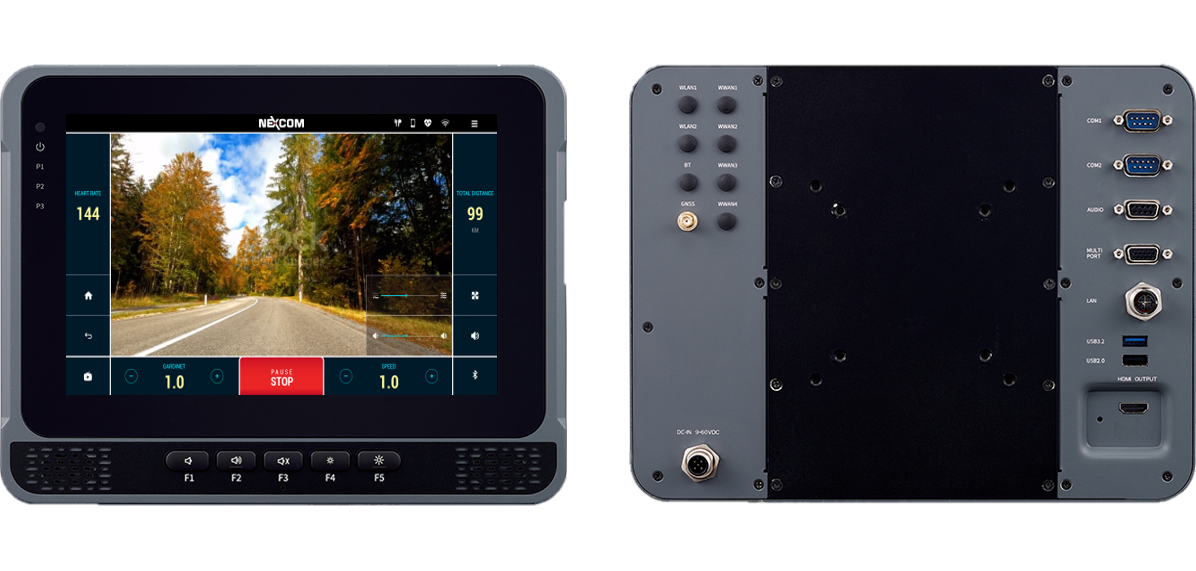 NEXCOM
P1
P2
P3
HEART RATE
144
TOTAL DISTANCE
99
KM
GARDINET
1.0
PAUSE
STOP
SPEED
1.0
F1
F2
F3
F4
F5
WLAN1 WWAN1
WLAN2 WWAN2
BT WWAN3
GNSS WWAN4
DC-IN 9~60VDC
COM1
COM2
AUDIO
MULTI
PORT
LAN
USB3.2
USB2.0
HDMI OUTPUT